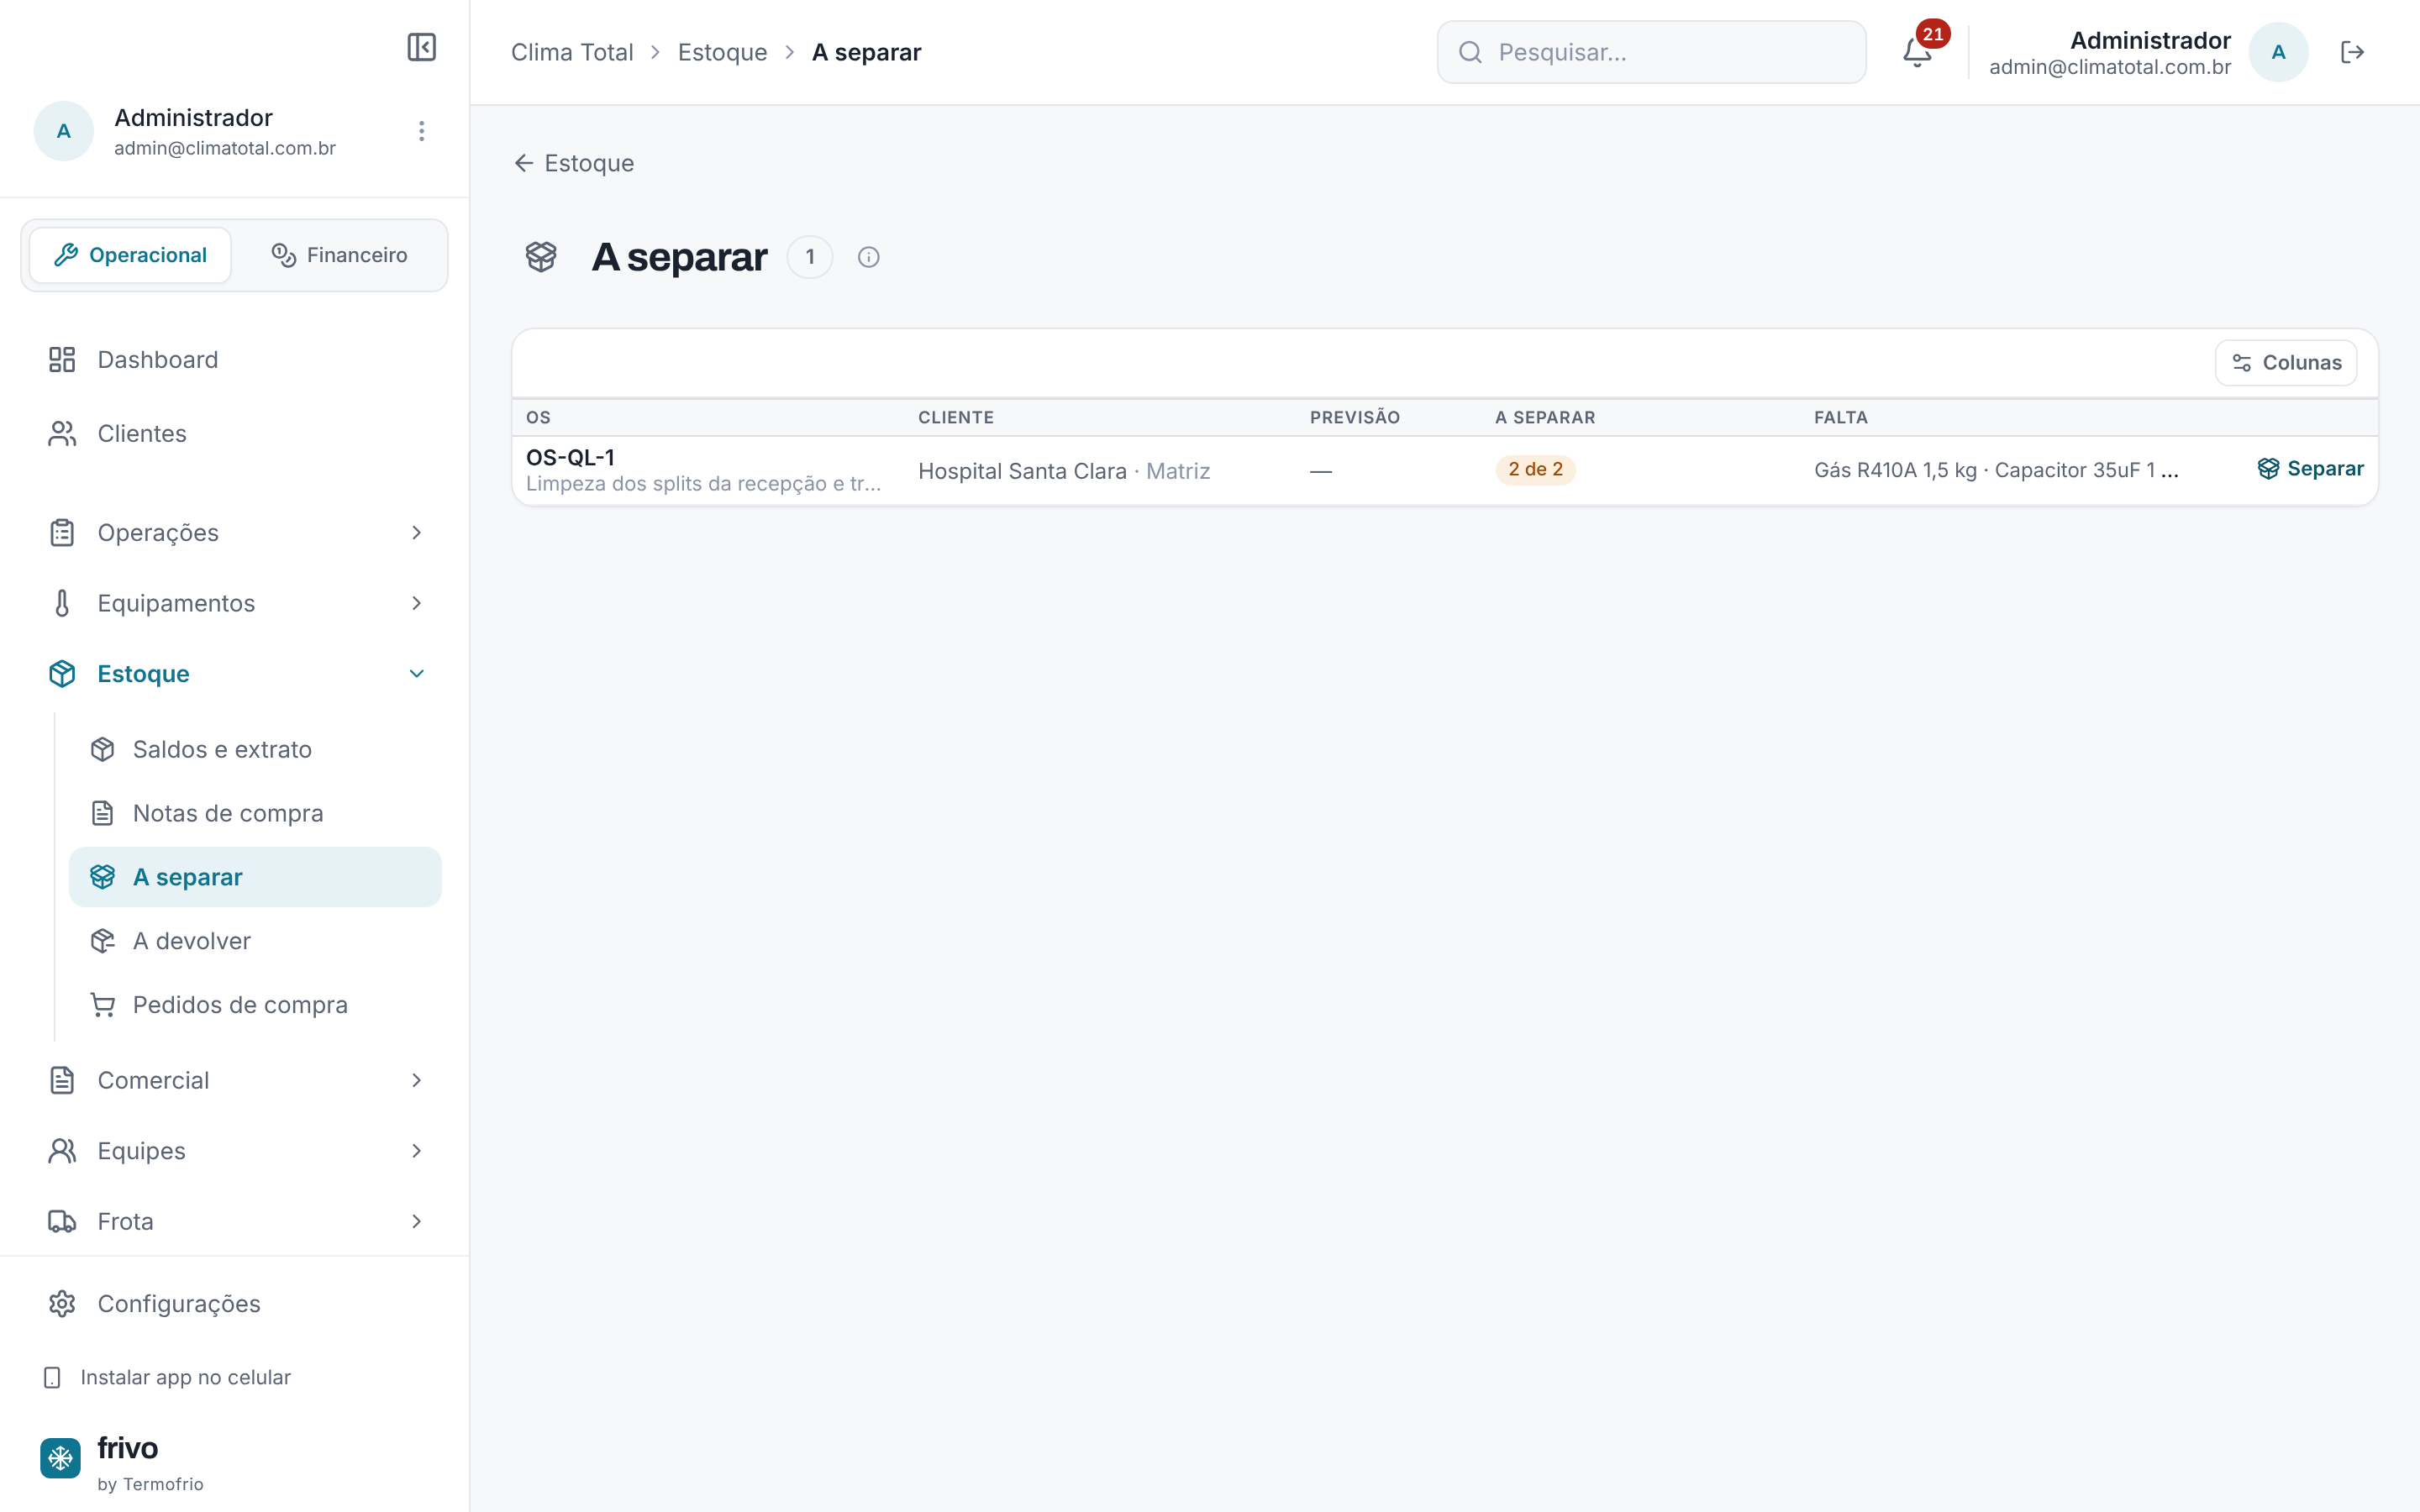 Administrador
admin@climatotal.com.br
A
Operacional
Financeiro
Dashboard
Clientes
Operações
Equipamentos
Estoque
Saldos e extrato
Notas de compra
A separar
A devolver
Pedidos de compra
Comercial
Equipes
Frota
Configurações
Instalar app no celular
frivo
by Termofrio
Clima Total > Estoque > A separar
Pesquisar...
21
Administrador
admin@climatotal.com.br
A
← Estoque
A separar 1
Colunas
OS CLIENTE PREVISÃO A SEPARAR FALTA
OS-QL-1
Limpeza dos splits da recepção e tr...
Hospital Santa Clara · Matriz
—
2 de 2
Gás R410A 1,5 kg · Capacitor 35uF 1 ...
Separar